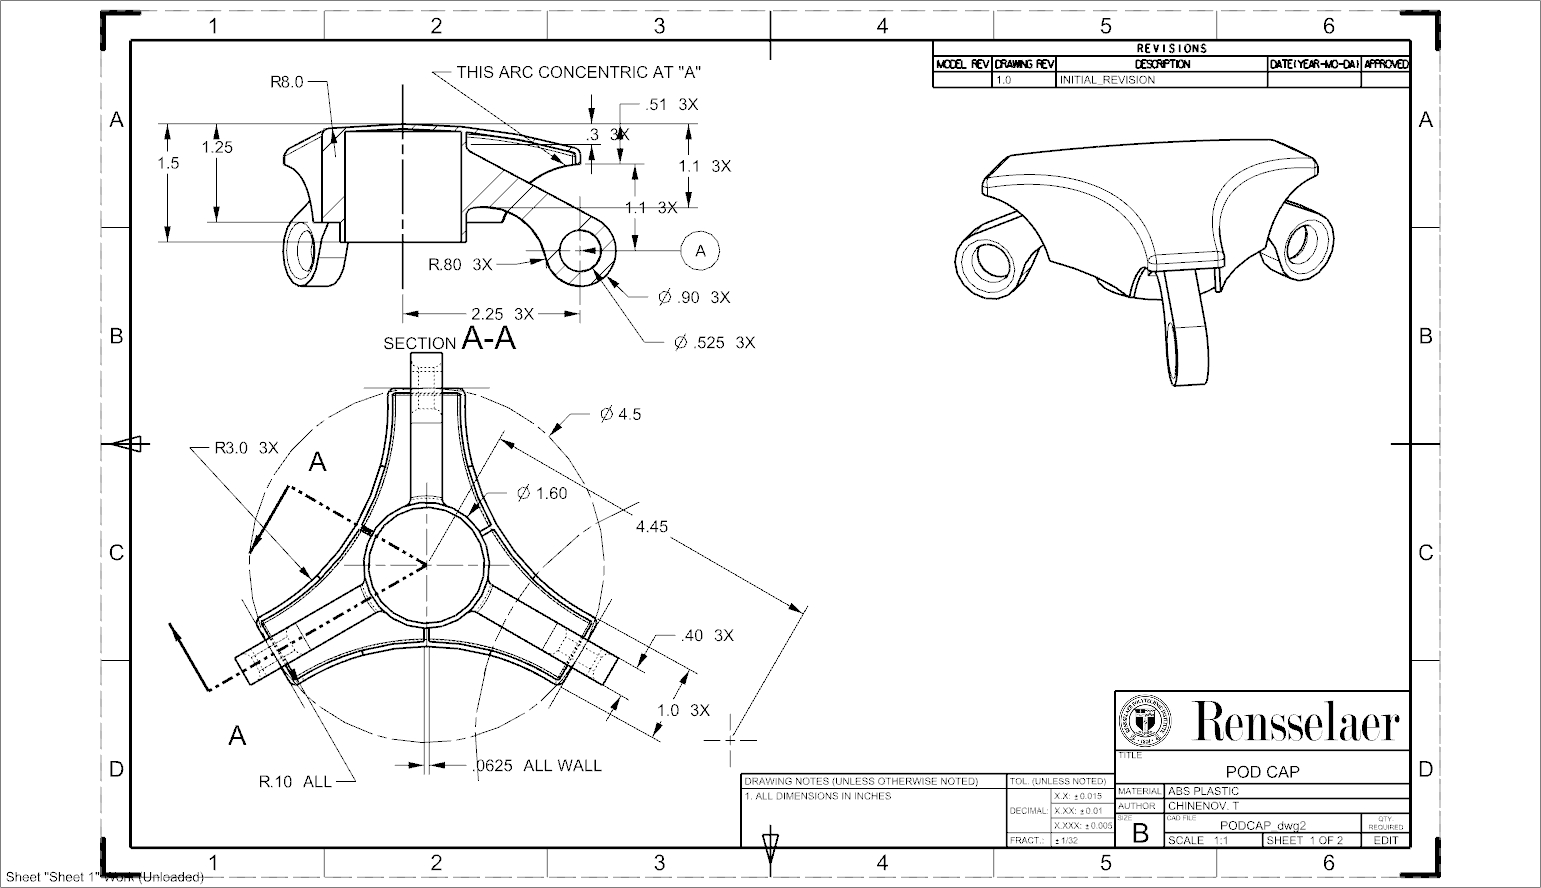 1 2 3 4 5 6
REVISIONS
MODEL REV DRAWING REV DESCRIPTION DATE(YEAR-MO-DA) APPROVED
1.0 INITIAL_REVISION
A A
B B
C C
D D
R8.0
THIS ARC CONCENTRIC AT "A"
.51 3X
.3 3X
1.25
1.5
1.1 3X
1.1 3X
A
R.80 3X
Ø .90 3X
2.25 3X
Ø .525 3X
SECTION A-A
Ø 4.5
R3.0 3X
A
Ø 1.60
4.45
.40 3X
1.0 3X
A
.0625 ALL WALL
R.10 ALL
Rensselaer
TITLE
POD CAP
DRAWING NOTES (UNLESS OTHERWISE NOTED)
1. ALL DIMENSIONS IN INCHES
TOL. (UNLESS NOTED)
DECIMAL:
X.X: ±0.015
X.XX: ±0.01
X.XXX: ±0.005
FRACT.: ±1/32
MATERIAL ABS PLASTIC
AUTHOR CHINENOV. T
SIZE
B
CAD FILE
PODCAP_dwg2
QTY. REQUIRED
SCALE 1:1 SHEET 1 OF 2 EDIT
1 2 3 4 5 6
Sheet "Sheet 1" Work (Unloaded)